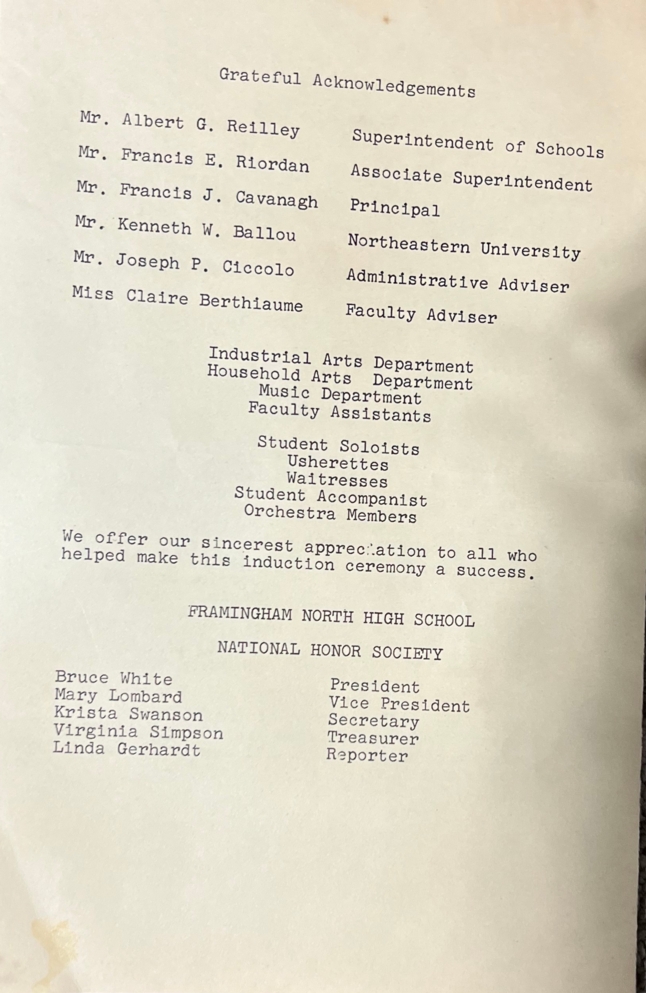 Grateful Acknowledgements
Mr. Albert G. Reilley Superintendent of Schools
Mr. Francis E. Riordan Associate Superintendent
Mr. Francis J. Cavanagh Principal
Mr. Kenneth W. Ballou Northeastern University
Mr. Joseph P. Ciccolo Administrative Adviser
Miss Claire Berthiaume Faculty Adviser
Industrial Arts Department
Household Arts Department
Music Department
Faculty Assistants
Student Soloists
Usherettes
Waitresses
Student Accompanist
Orchestra Members
We offer our sincerest appreciation to all who
helped make this induction ceremony a success.
FRAMINGHAM NORTH HIGH SCHOOL
NATIONAL HONOR SOCIETY
Bruce White President
Mary Lombard Vice President
Krista Swanson Secretary
Virginia Simpson Treasurer
Linda Gerhardt Reporter